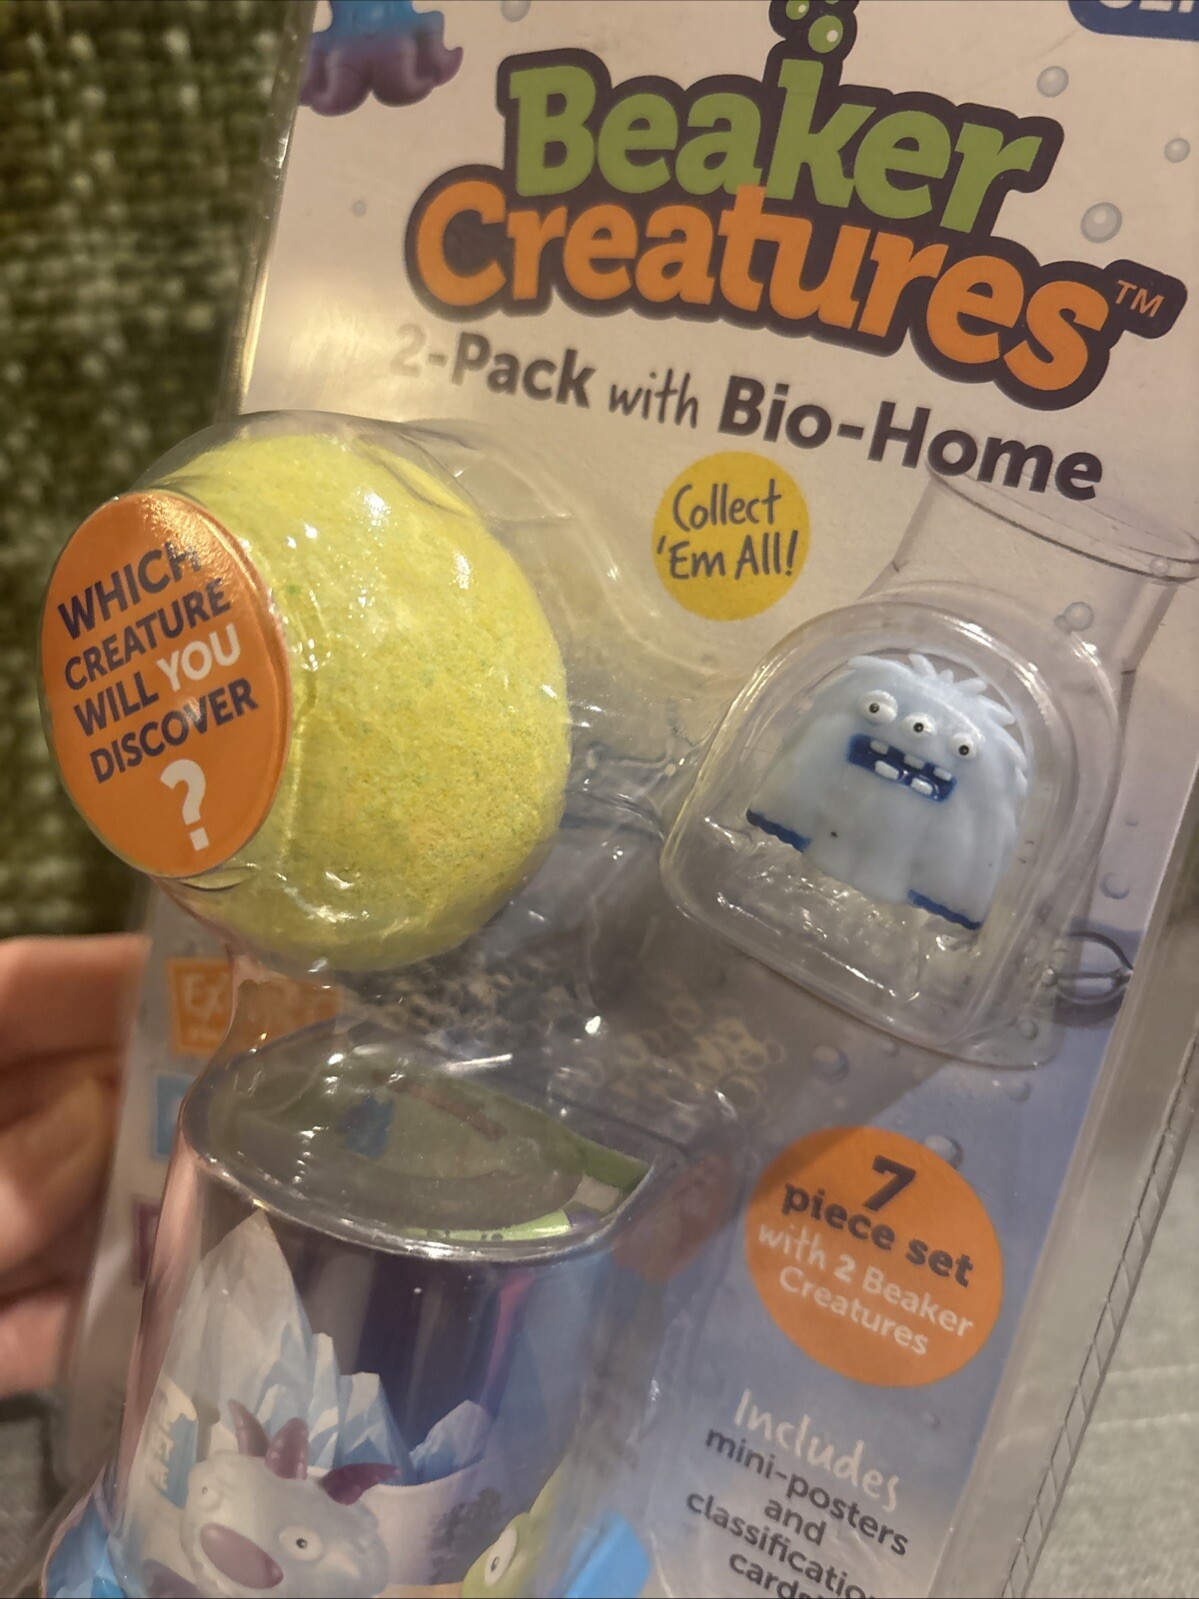 Beaker
Creatures™
2-Pack with Bio-Home
Collect
'Em All!
WHICH
CREATURE
WILL YOU
DISCOVER
?
7
piece set
with 2 Beaker
Creatures
Includes
mini-posters
and
classification